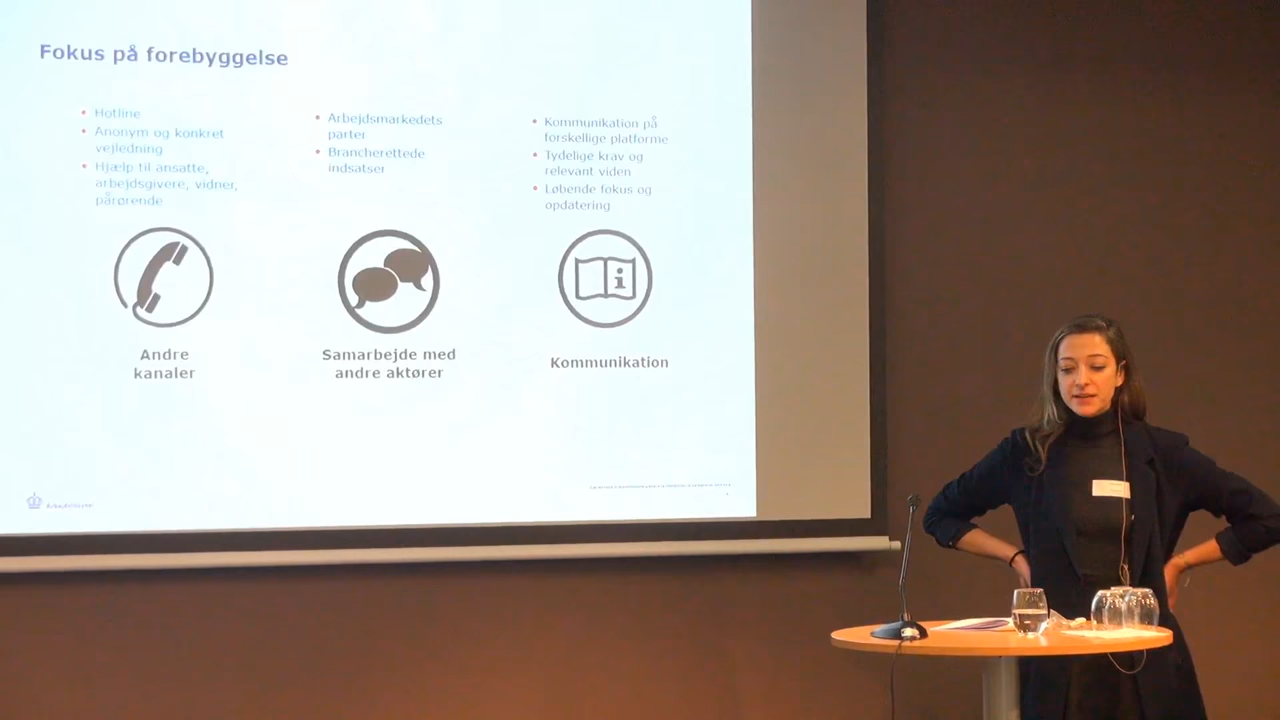 Fokus på forebyggelse
• Hotline
• Anonym og konkret
vejledning
• Hjælp til ansatte,
arbejdsgivere, vidner,
pårørende
• Arbejdsmarkedets
parter
• Brancherettede
indsatser
• Kommunikation på
forskellige platforme
• Tydelige krav og
relevant viden
• Løbende fokus og
opdatering
i
Andre
kanaler
Samarbejde med
andre aktører
Kommunikation
Arbejdstilsynet